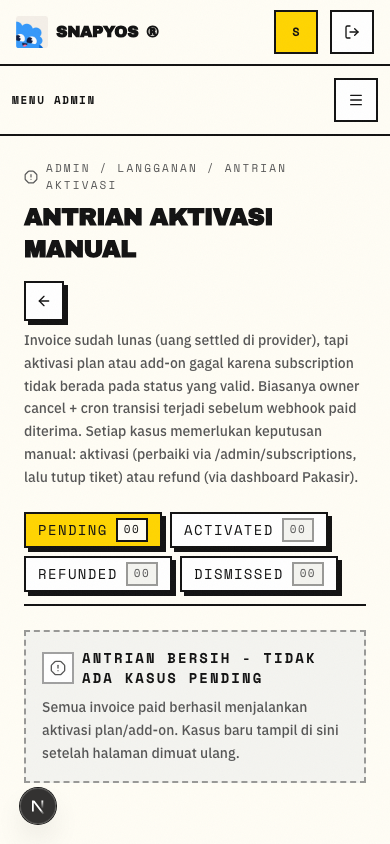 SNAPYOS ®
S
MENU ADMIN
ADMIN / LANGGANAN / ANTRIAN
AKTIVASI
ANTRIAN AKTIVASI
MANUAL
Invoice sudah lunas (uang settled di provider), tapi
aktivasi plan atau add-on gagal karena subscription
tidak berada pada status yang valid. Biasanya owner
cancel + cron transisi terjadi sebelum webhook paid
diterima. Setiap kasus memerlukan keputusan
manual: aktivasi (perbaiki via /admin/subscriptions,
lalu tutup tiket) atau refund (via dashboard Pakasir).
PENDING 00 ACTIVATED 00
REFUNDED 00 DISMISSED 00
ANTRIAN BERSIH - TIDAK
ADA KASUS PENDING
Semua invoice paid berhasil menjalankan
aktivasi plan/add-on. Kasus baru tampil di sini
setelah halaman dimuat ulang.
N